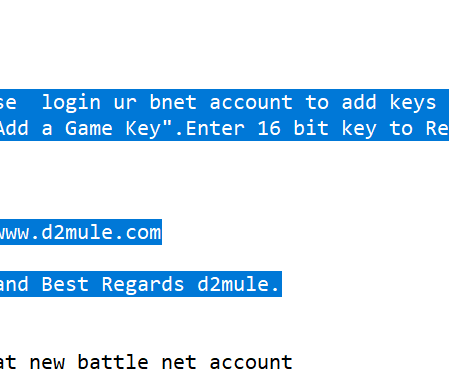 se  login ur bnet account to add keys
Add a Game Key".Enter 16 bit key to Re
www.d2mule.com
and Best Regards d2mule.
at new battle net account